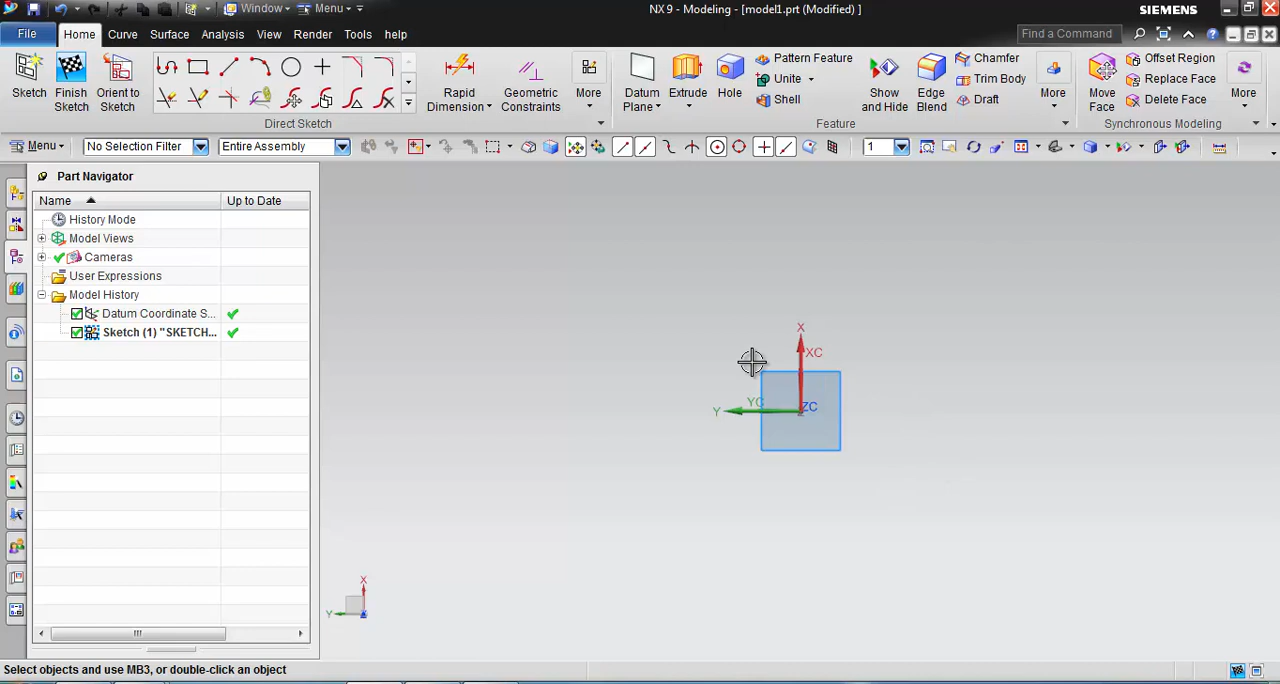 Window Menu NX 9 - Modeling - [model1.prt (Modified) ] SIEMENS
File Home Curve Surface Analysis View Render Tools help Find a Command
Sketch Finish Sketch Orient to Sketch Rapid Dimension Geometric Constraints More Datum Plane Extrude Hole Pattern Feature Unite Shell Show and Hide Edge Blend Chamfer Trim Body Draft More Move Face Offset Region Replace Face Delete Face More
Direct Sketch Feature Synchronous Modeling
Menu No Selection Filter Entire Assembly 1
Part Navigator
Name Up to Date
History Mode
Model Views
Cameras
User Expressions
Model History
Datum Coordinate S...
Sketch (1) "SKETCH...
X
XC
YC
Y
ZC
X
Y
Select objects and use MB3, or double-click an object